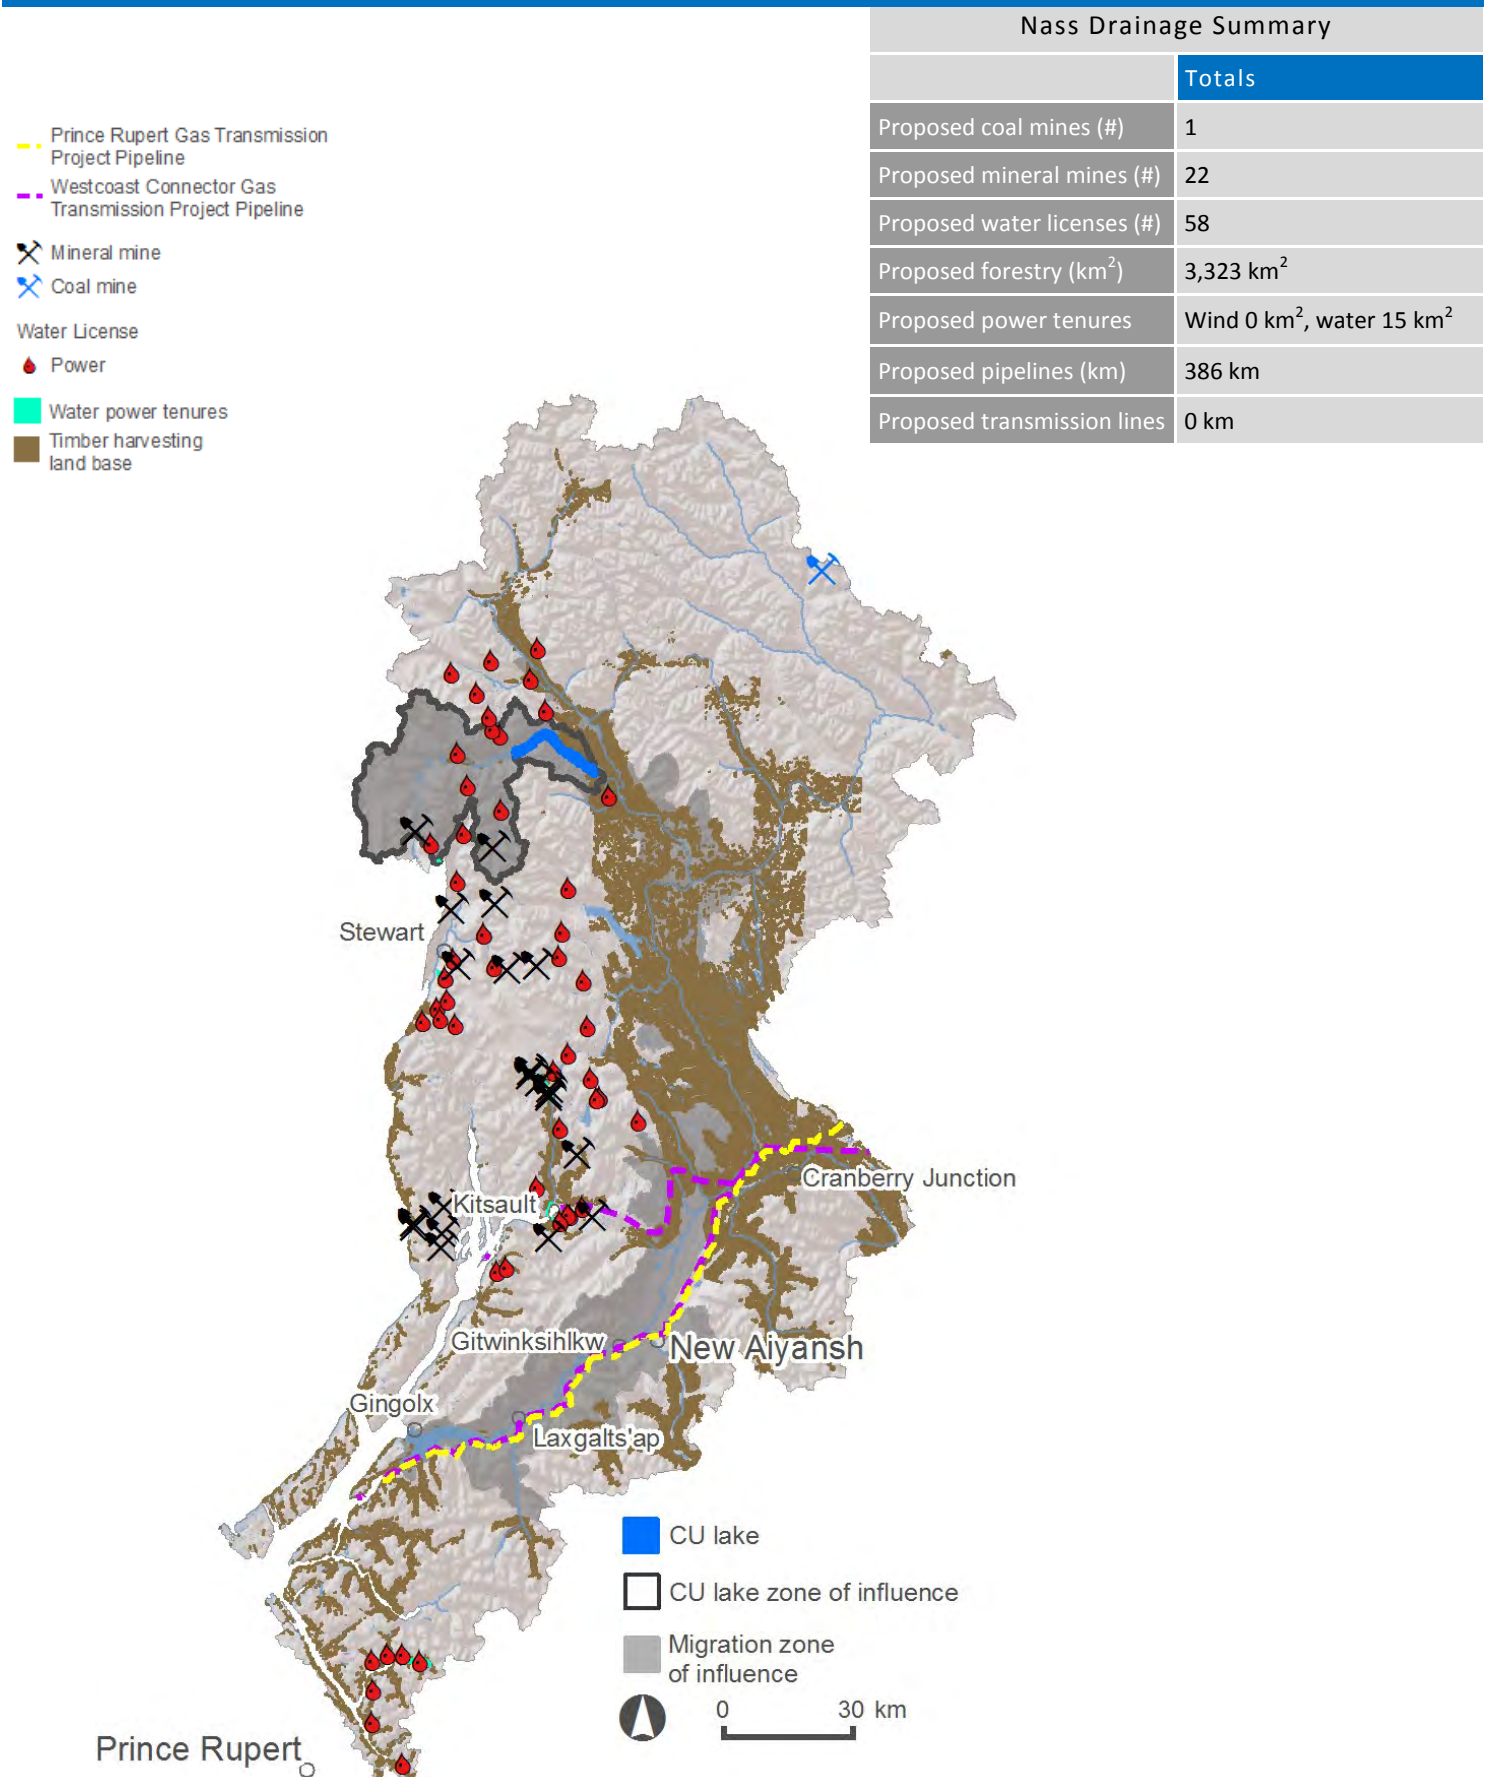 Nass Drainage Summary
Totals
Proposed coal mines (#) 1
Proposed mineral mines (#) 22
Proposed water licenses (#) 58
Proposed forestry (km²) 3,323 km²
Proposed power tenures Wind 0 km², water 15 km²
Proposed pipelines (km) 386 km
Proposed transmission lines 0 km
Prince Rupert Gas Transmission
Project Pipeline
Westcoast Connector Gas
Transmission Project Pipeline
Mineral mine
Coal mine
Water License
Power
Water power tenures
Timber harvesting
land base
Stewart
Cranberry Junction
Kitsault
Gitwinksihlkw
New Aiyansh
Gingolx
Laxgalts'ap
CU lake
CU lake zone of influence
Migration zone
of influence
0 30 km
Prince Rupert